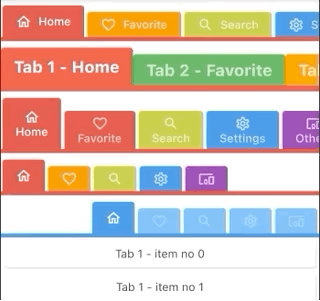 Home Favorite Search S
Tab 1 - Home Tab 2 - Favorite Ta
Home Favorite Search Settings Othe
Tab 1 - item no 0
Tab 1 - item no 1